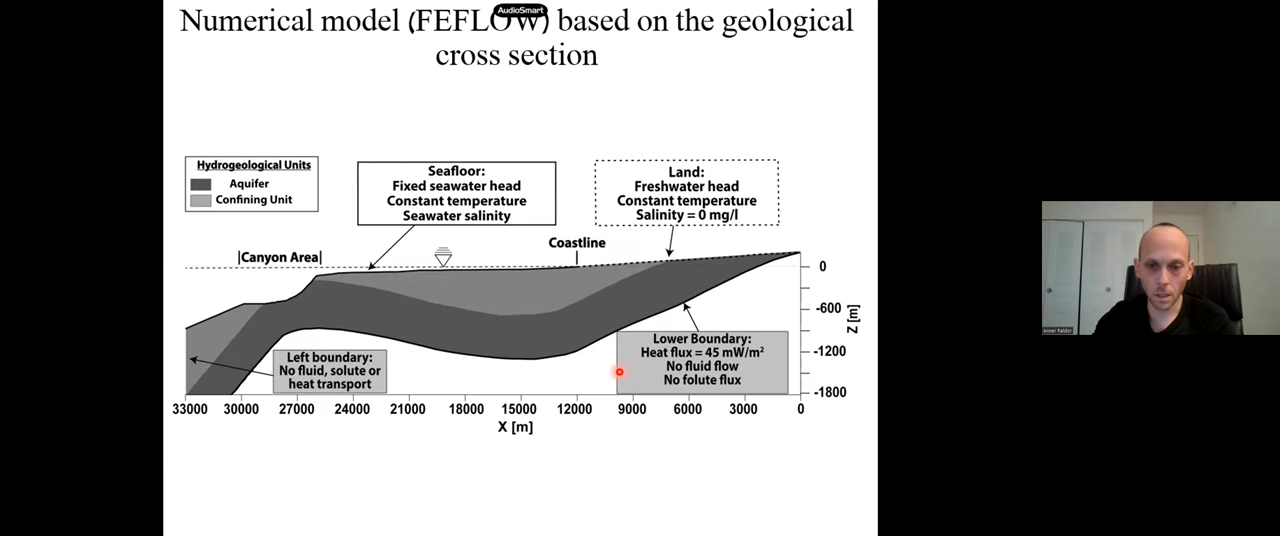 AudioSmart
Numerical model (FEFLOW) based on the geological
cross section
Hydrogeological Units
Aquifer
Confining Unit
Seafloor:
Fixed seawater head
Constant temperature
Seawater salinity
Land:
Freshwater head
Constant temperature
Salinity = 0 mg/l
|Canyon Area|
Coastline
0
-600
-1200
-1800
Z [m]
Left boundary:
No fluid, solute or
heat transport
Lower Boundary:
Heat flux = 45 mW/m²
No fluid flow
No folute flux
33000 30000 27000 24000 21000 18000 15000 12000 9000 6000 3000 0
X [m]
Anner Paldor